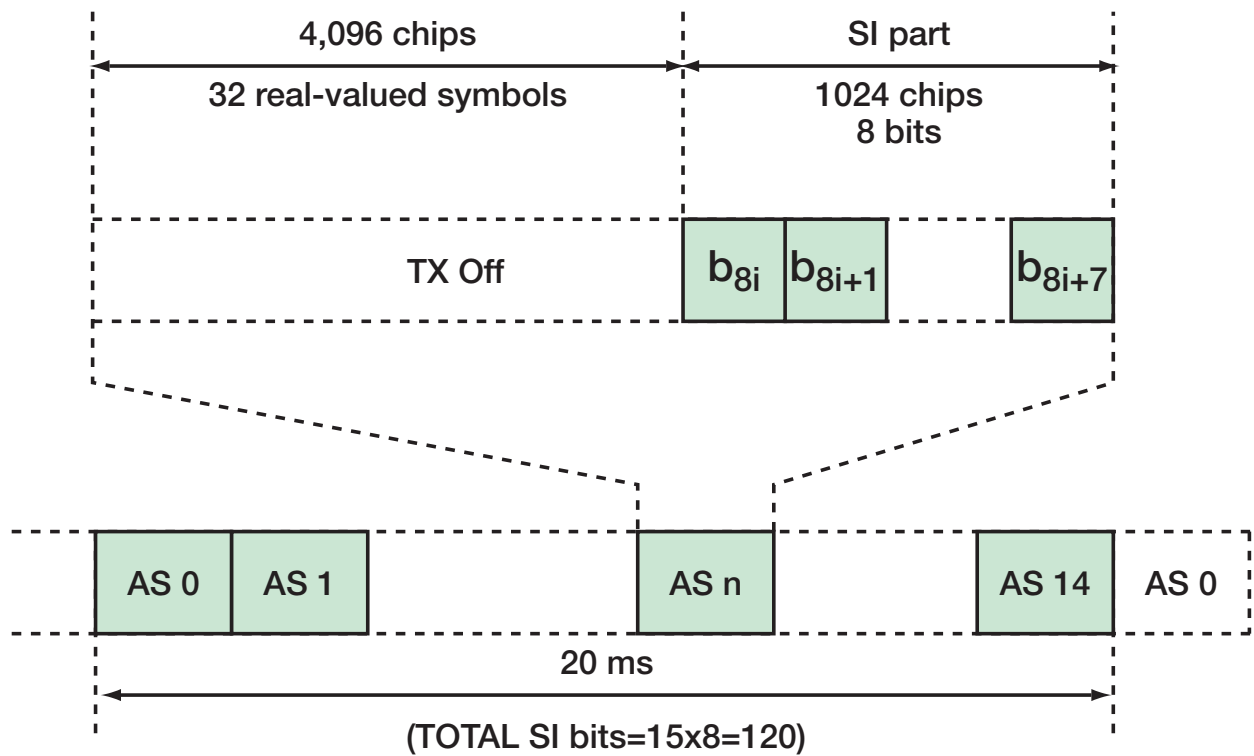 4,096 chips
SI part
32 real-valued symbols
1024 chips
8 bits
TX Off
b8i
b8i+1
b8i+7
AS 0
AS 1
AS n
AS 14
AS 0
20 ms
(TOTAL SI bits=15x8=120)